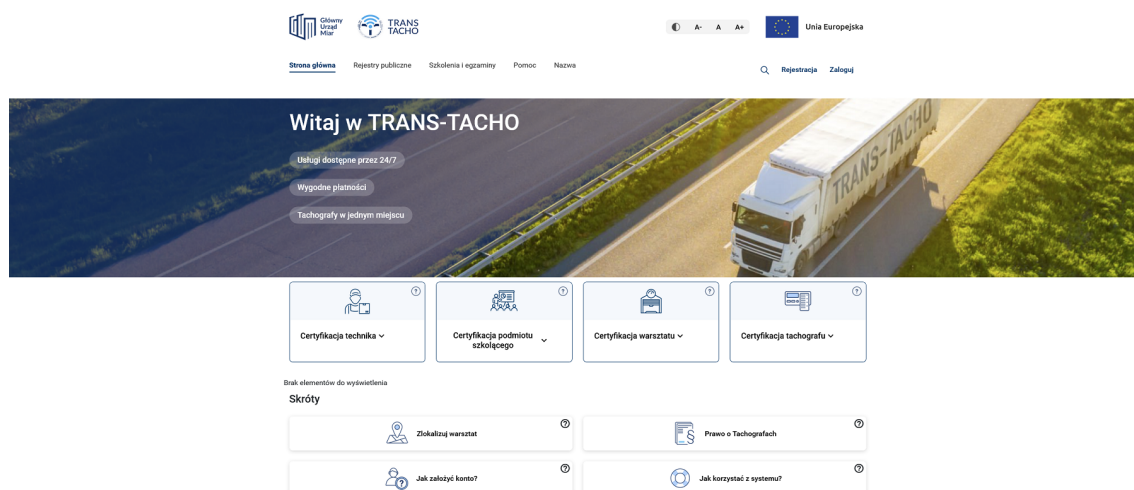 Główny
Urząd
Miar
TRANS
TACHO
A- A A+
Unia Europejska
Strona główna Rejestry publiczne Szkolenia i egzaminy Pomoc Nazwa
Rejestracja Zaloguj
Witaj w TRANS-TACHO
Usługi dostępne przez 24/7
Wygodne płatności
Tachografy w jednym miejscu
TRANS-TACHO
Certyfikacja technika
Certyfikacja podmiotu
szkolącego
Certyfikacja warsztatu
Certyfikacja tachografu
Brak elementów do wyświetlenia
Skróty
Zlokalizuj warsztat
Prawo o Tachografach
Jak założyć konto?
Jak korzystać z systemu?